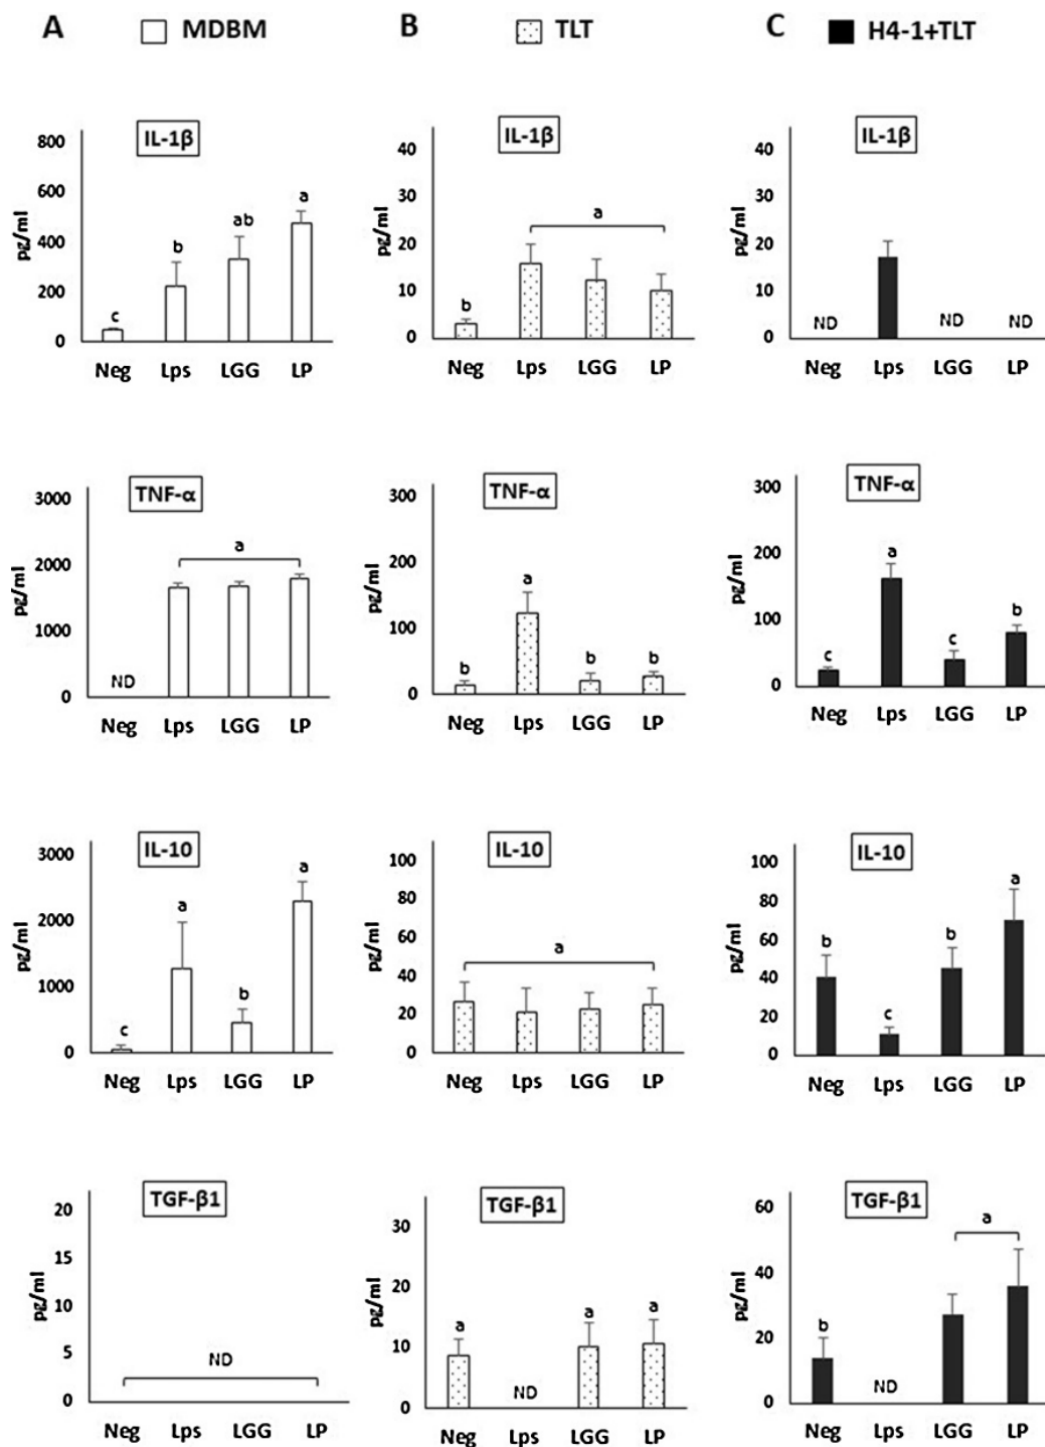 A MDBM B TLT C H4-1+TLT
IL-1β IL-1β IL-1β
800
600
400
200
0
pg/ml
c b ab a
Neg Lps LGG LP
40
30
20
10
0
pg/ml
b a
Neg Lps LGG LP
40
30
20
10
0
pg/ml
ND ND ND
Neg Lps LGG LP
TNF-α TNF-α TNF-α
3000
2000
1000
0
pg/ml
ND a
Neg Lps LGG LP
300
200
100
0
pg/ml
b a b b
Neg Lps LGG LP
300
200
100
0
pg/ml
c a c b
Neg Lps LGG LP
IL-10 IL-10 IL-10
3000
2000
1000
0
pg/ml
c a b a
Neg Lps LGG LP
100
80
60
40
20
0
pg/ml
a
Neg Lps LGG LP
100
80
60
40
20
0
pg/ml
b c b a
Neg Lps LGG LP
TGF-β1 TGF-β1 TGF-β1
20
15
10
5
0
pg/ml
ND
Neg Lps LGG LP
30
20
10
0
pg/ml
a ND a a
Neg Lps LGG LP
60
40
20
0
pg/ml
b ND a
Neg Lps LGG LP